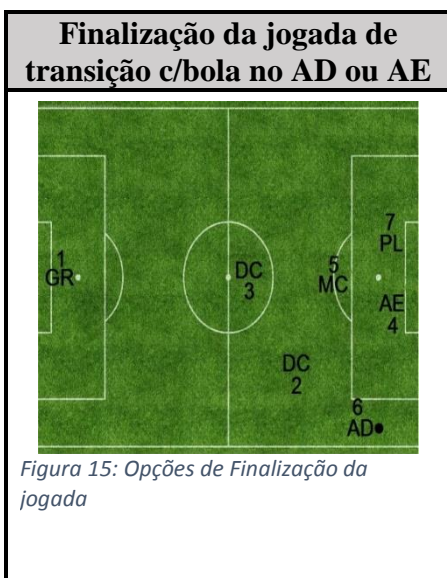 Finalização da jogada de
transição c/bola no AD ou AE
7
PL
1
GR
DC
3
5
MC
AE
4
DC
2
6
AD
Figura 15: Opções de Finalização da
jogada